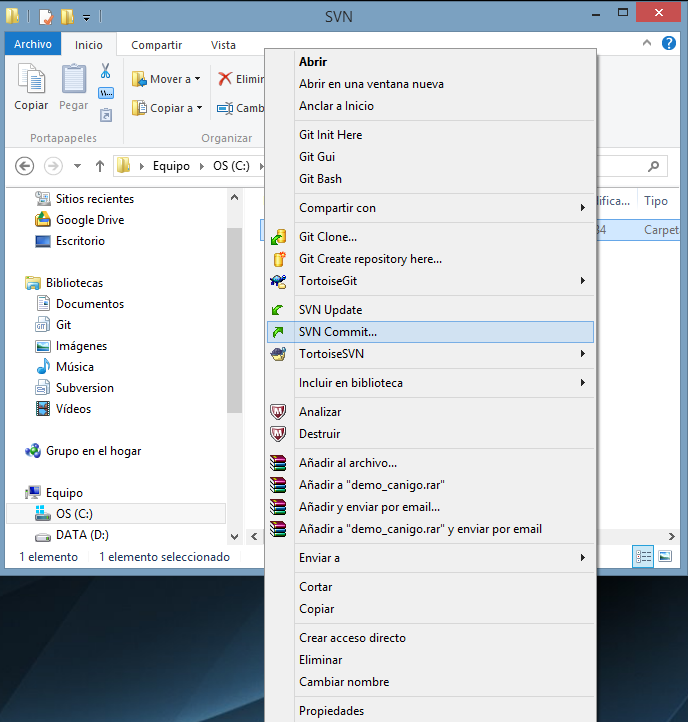 SVN
Archivo Inicio Compartir Vista
Copiar Pegar Mover a Copiar a Elimin Camb
Portapapeles Organizar
Equipo OS (C:)
Sitios recientes
Google Drive
Escritorio
Bibliotecas
Documentos
Git
Imágenes
Música
Subversion
Vídeos
Grupo en el hogar
Equipo
OS (C:)
DATA (D:)
difica... Tipo
34 Carpeta
1 elemento 1 elemento seleccionado
Abrir
Abrir en una ventana nueva
Anclar a Inicio
Git Init Here
Git Gui
Git Bash
Compartir con
Git Clone...
Git Create repository here...
TortoiseGit
SVN Update
SVN Commit...
TortoiseSVN
Incluir en biblioteca
Analizar
Destruir
Añadir al archivo...
Añadir a "demo_canigo.rar"
Añadir y enviar por email...
Añadir a "demo_canigo.rar" y enviar por email
Enviar a
Cortar
Copiar
Crear acceso directo
Eliminar
Cambiar nombre
Propiedades